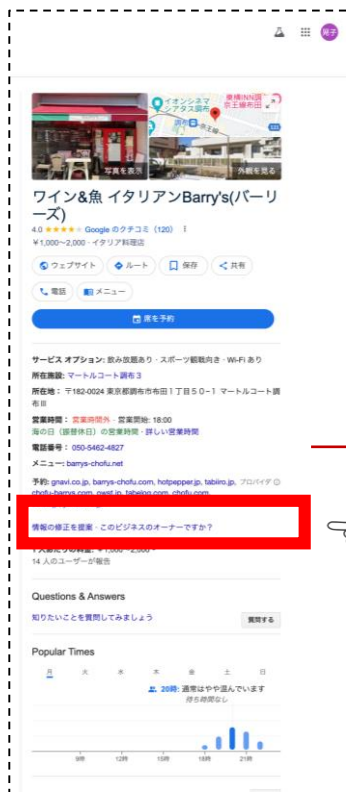 周子
イオンシネマ
シアタス調布
東横INN調
京王線布田
調布
京王線
写真を表示
外観を見る
ワイン&魚 イタリアンBarry's(バーリ
ーズ)
4.0 ★★★★☆ Google のクチコミ（120）
￥1,000～2,000 · イタリア料理店
ウェブサイト
ルート
保存
共有
電話
メニュー
席を予約
サービス オプション: 飲み放題あり · スポーツ観戦向き · Wi-Fi あり
所在施設: マートルコート調布3
所在地： 〒182-0024 東京都調布市布田１丁目５０−１ マートルコート調
布III
営業時間： 営業時間外 · 営業開始: 18:00
海の日（振替休日）の営業時間 · 詳しい営業時間
電話番号： 050-5462-4827
メニュー: barrys-chofu.net
予約: gnavi.co.jp, barrys-chofu.com, hotpepper.jp, tabiiro.jp, プロバイダ
chofu-barrys.com, owst.jp, tabelog.com, chofu.com
情報の修正を提案 · このビジネスのオーナーですか？
14 人のユーザーが報告
Questions & Answers
知りたいことを質問してみましょう
質問する
Popular Times
月 火 水 木 金 土 日
20時: 通常はやや混んでいます
待ち時間なし
9時 12時 15時 18時 21時